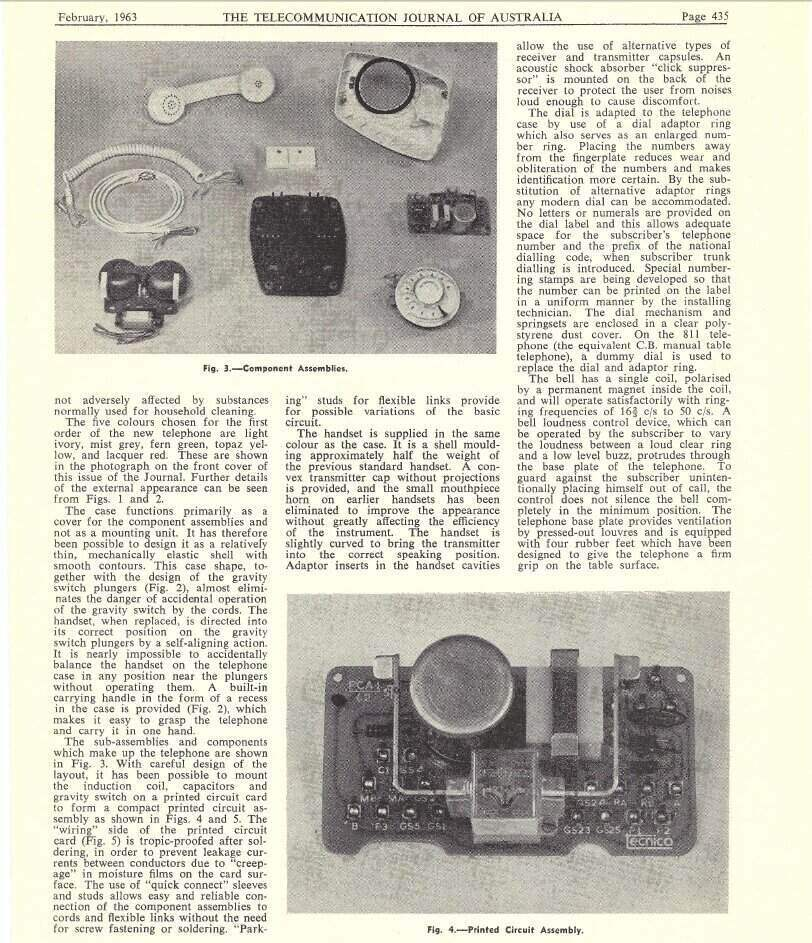 February, 1963 THE TELECOMMUNICATION JOURNAL OF AUSTRALIA Page 435
Fig. 3.—Component Assemblies.
not adversely affected by substances
normally used for household cleaning.
The five colours chosen for the first
order of the new telephone are light
ivory, mist grey, fern green, topaz yel-
low, and lacquer red. These are shown
in the photograph on the front cover of
this issue of the Journal. Further details
of the external appearance can be seen
from Figs. 1 and 2.
The case functions primarily as a
cover for the component assemblies and
not as a mounting unit. It has therefore
been possible to design it as a relatively
thin, mechanically elastic shell with
smooth contours. This case shape, to-
gether with the design of the gravity
switch plungers (Fig. 2), almost elimi-
nates the danger of accidental operation
of the gravity switch by the cords. The
handset, when replaced, is directed into
its correct position on the gravity
switch plungers by a self-aligning action.
It is nearly impossible to accidentally
balance the handset on the telephone
case in any position near the plungers
without operating them. A built-in
carrying handle in the form of a recess
in the case is provided (Fig. 2), which
makes it easy to grasp the telephone
and carry it in one hand.
The sub-assemblies and components
which make up the telephone are shown
in Fig. 3. With careful design of the
layout, it has been possible to mount
the induction coil, capacitors and
gravity switch on a printed circuit card
to form a compact printed circuit as-
sembly as shown in Figs. 4 and 5. The
"wiring" side of the printed circuit
card (Fig. 5) is tropic-proofed after sol-
dering, in order to prevent leakage cur-
rents between conductors due to "creep-
age" in moisture films on the card sur-
face. The use of "quick connect" sleeves
and studs allows easy and reliable con-
nection of the component assemblies to
cords and flexible links without the need
for screw fastening or soldering. "Park-
ing" studs for flexible links provide
for possible variations of the basic
circuit.
The handset is supplied in the same
colour as the case. It is a shell mould-
ing approximately half the weight of
the previous standard handset. A con-
vex transmitter cap without projections
is provided, and the small mouthpiece
horn on earlier handsets has been
eliminated to improve the appearance
without greatly affecting the efficiency
of the instrument. The handset is
slightly curved to bring the transmitter
into the correct speaking position.
Adaptor inserts in the handset cavities
allow the use of alternative types of
receiver and transmitter capsules. An
acoustic shock absorber "click suppres-
sor" is mounted on the back of the
receiver to protect the user from noises
loud enough to cause discomfort.
The dial is adapted to the telephone
case by use of a dial adaptor ring
which also serves as an enlarged num-
ber ring. Placing the numbers away
from the fingerplate reduces wear and
obliteration of the numbers and makes
identification more certain. By the sub-
stitution of alternative adaptor rings
any modern dial can be accommodated.
No letters or numerals are provided on
the dial label and this allows adequate
space for the subscriber's telephone
number and the prefix of the national
dialling code, when subscriber trunk
dialling is introduced. Special number-
ing stamps are being developed so that
the number can be printed on the label
in a uniform manner by the installing
technician. The dial mechanism and
springsets are enclosed in a clear poly-
styrene dust cover. On the 811 tele-
phone (the equivalent C.B. manual table
telephone), a dummy dial is used to
replace the dial and adaptor ring.
The bell has a single coil, polarised
by a permanent magnet inside the coil,
and will operate satisfactorily with ring-
ing frequencies of 16⅔ c/s to 50 c/s. A
bell loudness control device, which can
be operated by the subscriber to vary
the loudness between a loud clear ring
and a low level buzz, protrudes through
the base plate of the telephone. To
guard against the subscriber uninten-
tionally placing himself out of call, the
control does not silence the bell com-
pletely in the minimum position. The
telephone base plate provides ventilation
by pressed-out louvres and is equipped
with four rubber feet which have been
designed to give the telephone a firm
grip on the table surface.
C1 GS4
GS24 RA
B P3 GS5 GS1 GS23 GS25 P1 P2
Tecnico
Fig. 4.—Printed Circuit Assembly.